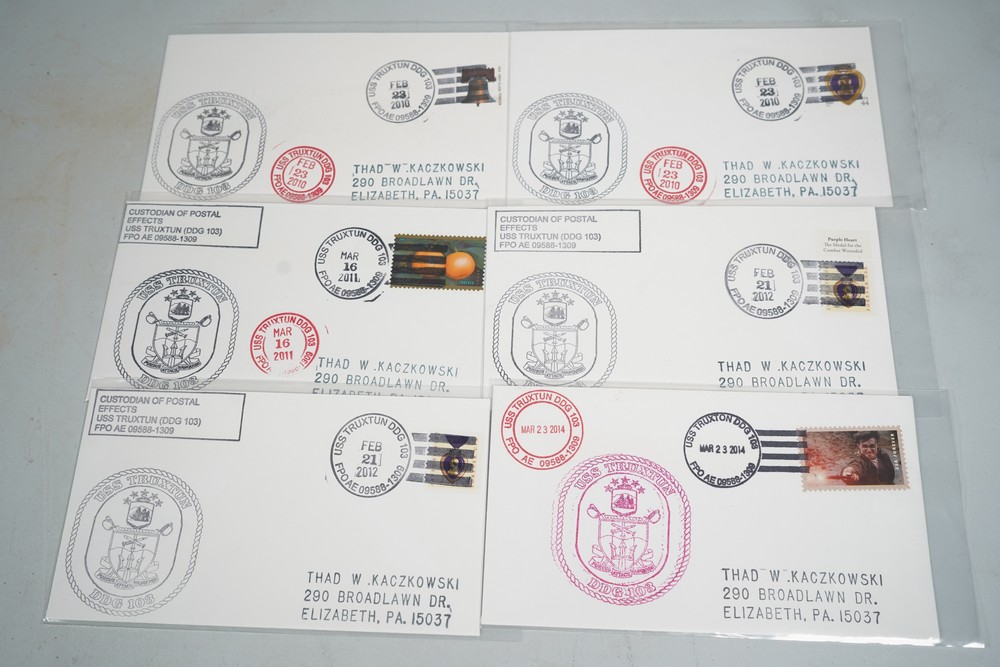 USS TRUXTUN DDG 103
FEB
23
2010
FPO AE 09588-1309
USS TRUXTUN
DDG 103
USS TRUXTUN DDG 103
FEB
23
2010
FPO AE 09588-1309
THAD W. KACZKOWSKI
290 BROADLAWN DR,
ELIZABETH, PA. 15037
USS TRUXTUN DDG 103
FEB
23
2010
FPO AE 09588-1309
USS TRUXTUN
DDG 103
USS TRUXTUN DDG 103
FEB
23
2010
FPO AE 09588-1309
THAD W. KACZKOWSKI
290 BROADLAWN DR.
ELIZABETH, PA. 15037
CUSTODIAN OF POSTAL
EFFECTS
USS TRUXTUN (DDG 103)
FPO AE 09588-1309
USS TRUXTUN DDG 103
MAR
16
2011
FPO AE 09588-1309
USS TRUXTUN
DDG 103
USS TRUXTUN DDG 103
MAR
16
2011
FPO
THAD W. KACZKOWSKI
290 BROADLAWN DR.
CUSTODIAN OF POSTAL
EFFECTS
USS TRUXTUN (DDG 103)
FPO AE 09588-1309
USS TRUXTUN DDG 103
FEB
21
2012
FPO AE 09588-1309
Purple Heart
The Medal for the
Combat Wounded
USS TRUXTUN
DDG 103
THAD W. KACZKOWSKI
290 BROADLAWN DR.
CUSTODIAN OF POSTAL
EFFECTS
USS TRUXTUN (DDG 103)
FPO AE 09588-1309
USS TRUXTUN DDG 103
FEB
21
2012
FPO AE 09588-1309
USS TRUXTUN
DDG 103
THAD W. KACZKOWSKI
290 BROADLAWN DR,
ELIZABETH, PA. 15037
USS TRUXTUN DDG 103
MAR 23 2014
FPO AE 09588-1309
USS TRUXTON DDG 103
MAR 23 2014
FPO AE 09588-1309
FOREVER
USS TRUXTUN
DDG 103
THAD W. KACZKOWSKI
290 BROADLAWN DR,
ELIZABETH, PA. 15037